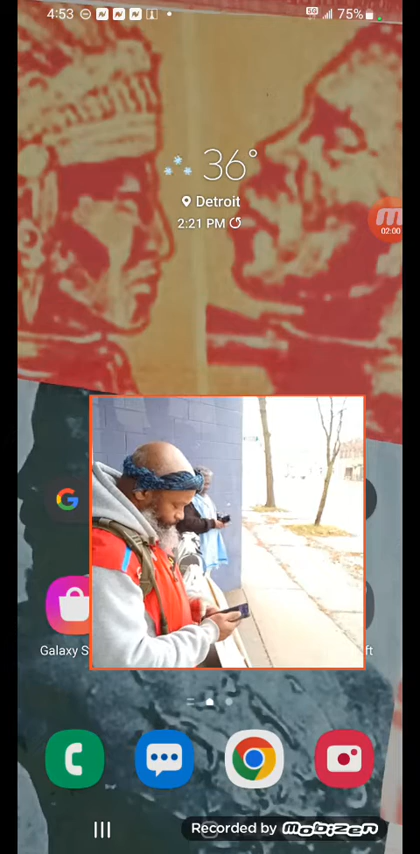 4:53
5G
75%
36°
Detroit
2:21 PM
02:00
Galaxy S
ft
Recorded by Mobizen